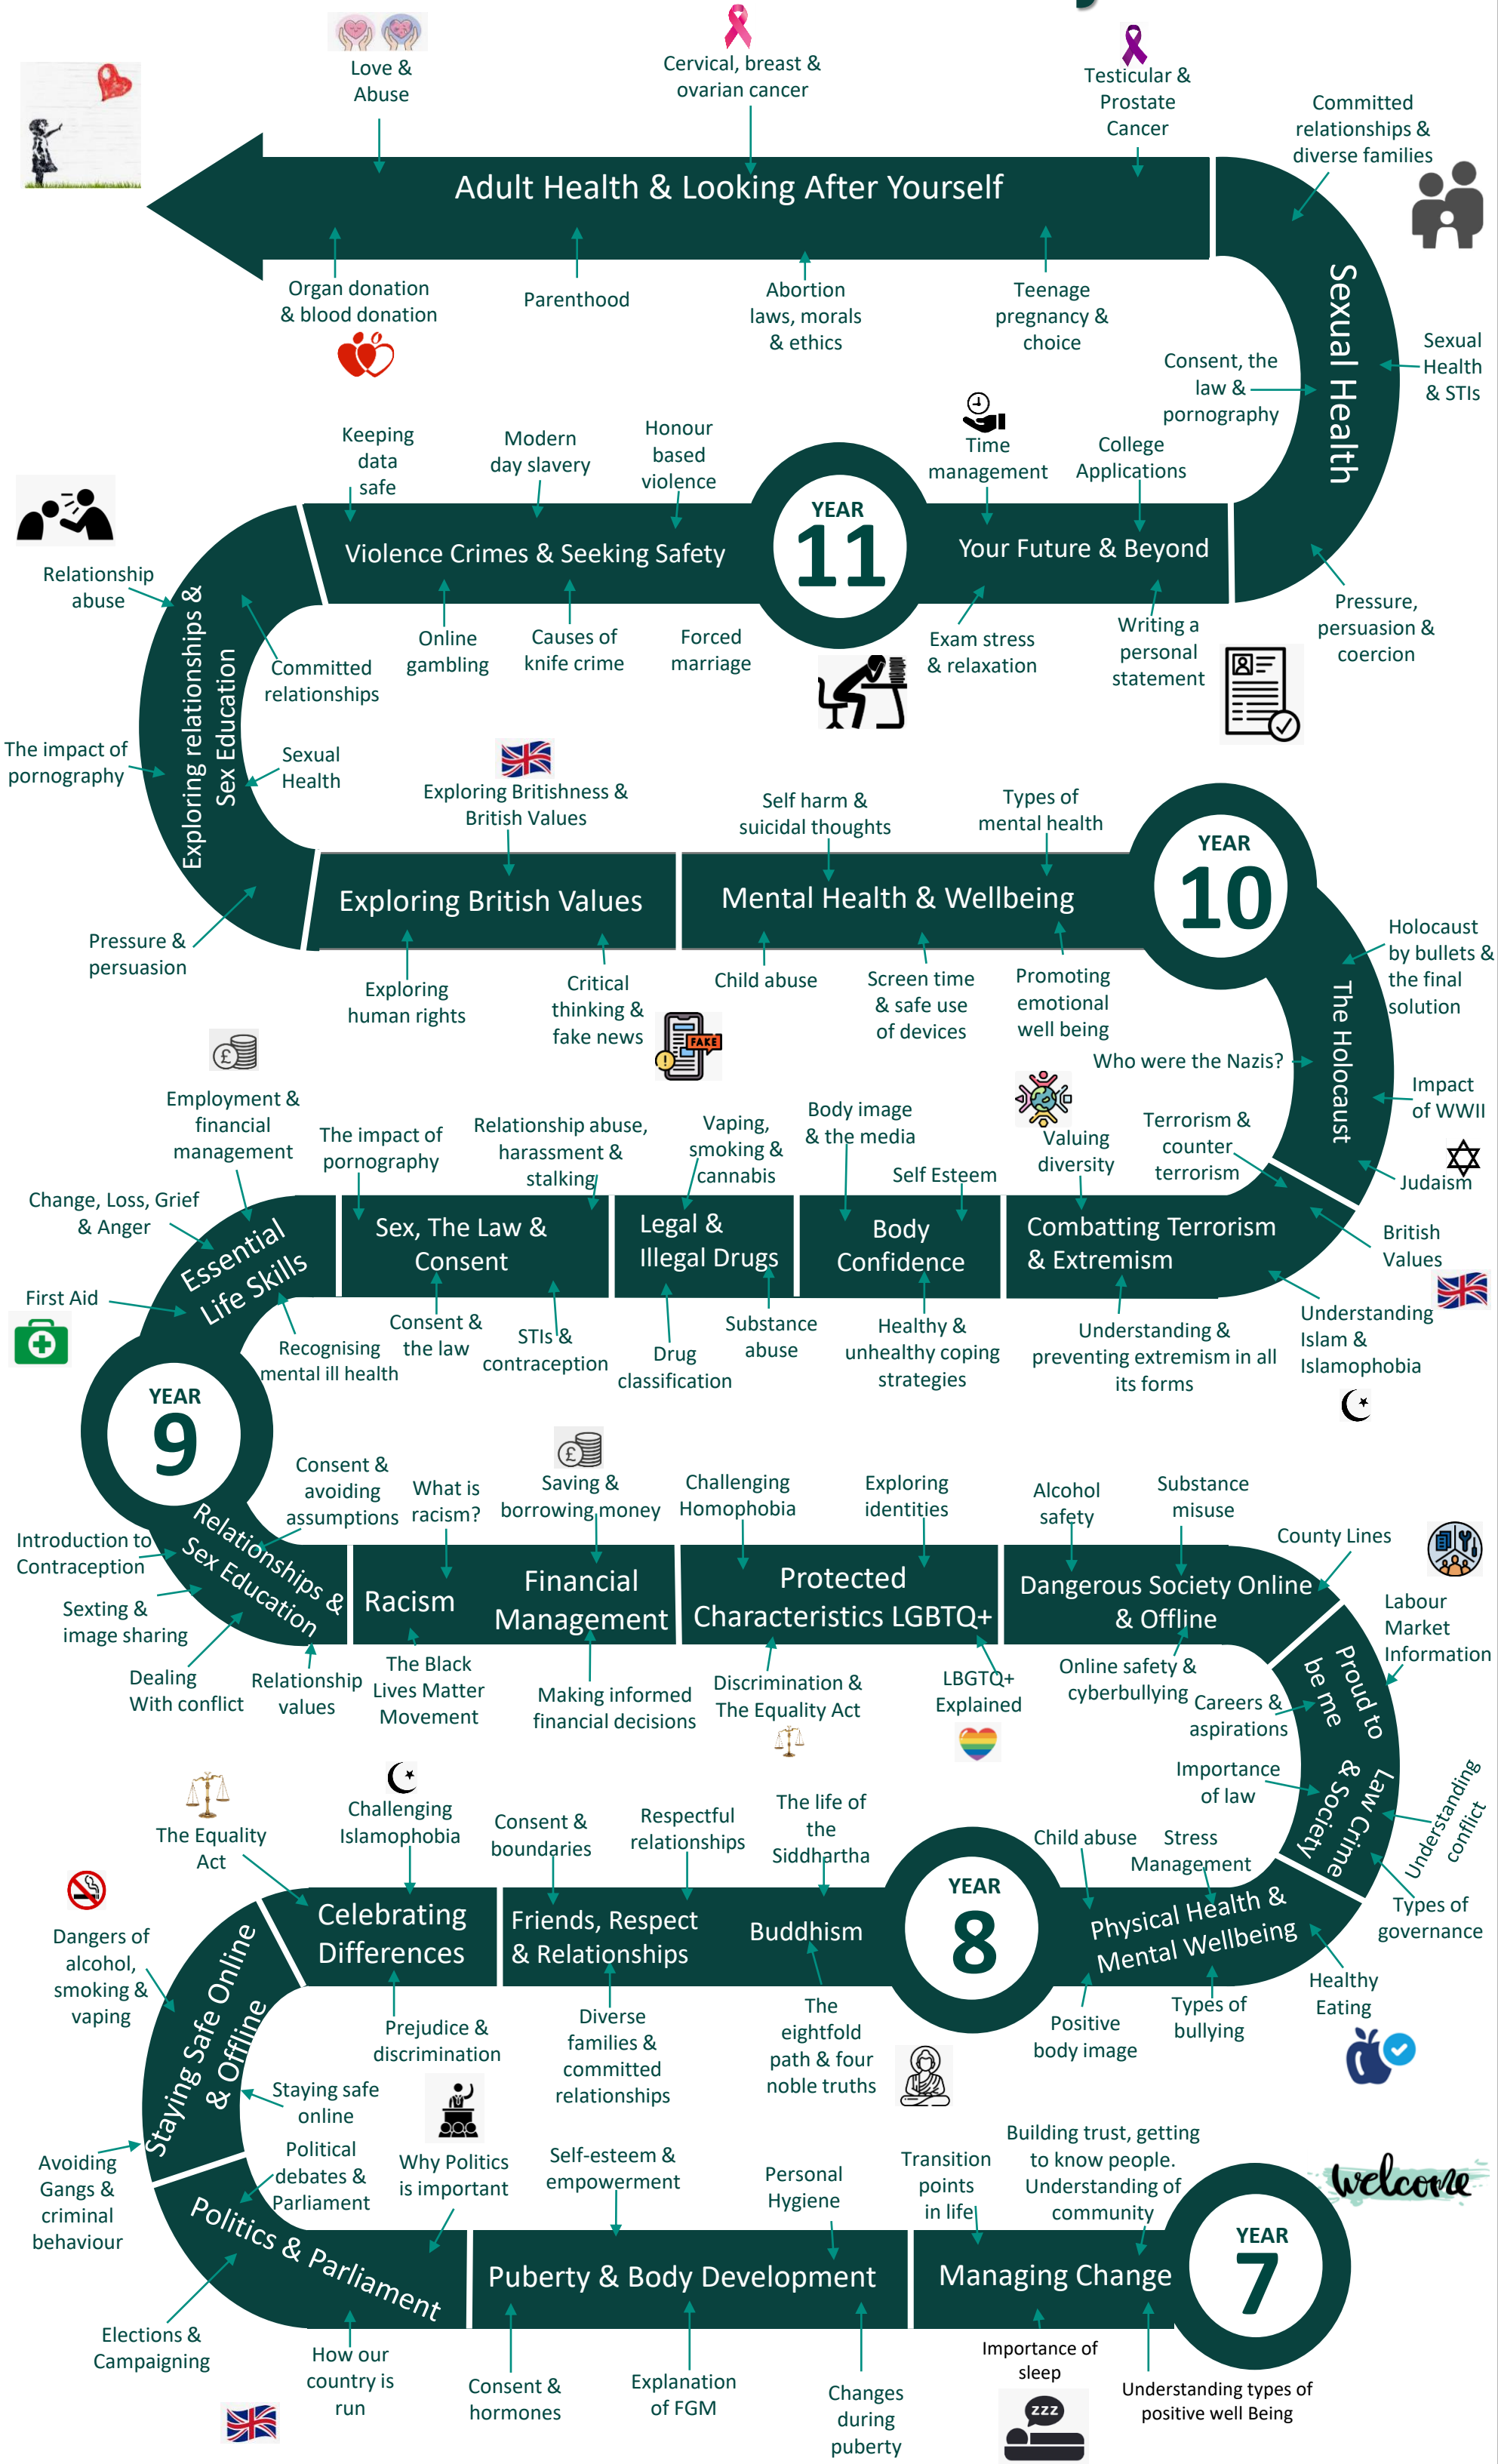 Love &
Abuse
Cervical, breast &
ovarian cancer
Testicular &
Prostate
Cancer
Committed
relationships &
diverse families
Adult Health & Looking After Yourself
Organ donation
& blood donation
Parenthood
Abortion
laws, morals
& ethics
Teenage
pregnancy &
choice
Sexual Health
Consent, the
law &
pornography
Sexual
Health
& STIs
Pressure,
persuasion &
coercion
Keeping
data
safe
Modern
day slavery
Honour
based
violence
Time
management
College
Applications
Violence Crimes & Seeking Safety
YEAR
11
Your Future & Beyond
Online
gambling
Causes of
knife crime
Forced
marriage
Exam stress
& relaxation
Writing a
personal
statement
Relationship
abuse
Exploring relationships &
Sex Education
Committed
relationships
The impact of
pornography
Sexual
Health
Pressure &
persuasion
Exploring Britishness &
British Values
Self harm &
suicidal thoughts
Types of
mental health
Exploring British Values
Mental Health & Wellbeing
YEAR
10
Exploring
human rights
Critical
thinking &
fake news
FAKE
Child abuse
Screen time
& safe use
of devices
Promoting
emotional
well being
Holocaust
by bullets &
the final
solution
The Holocaust
Who were the Nazis?
Impact
of WWII
Judaism
Employment &
financial
management
The impact of
pornography
Relationship abuse,
harassment &
stalking
Vaping,
smoking &
cannabis
Body image
& the media
Self Esteem
Valuing
diversity
Terrorism &
counter
terrorism
Change, Loss, Grief
& Anger
First Aid
Essential
Life Skills
Sex, The Law &
Consent
Legal &
Illegal Drugs
Body
Confidence
Combatting Terrorism
& Extremism
British
Values
Recognising
mental ill health
Consent &
the law
STIs &
contraception
Drug
classification
Substance
abuse
Healthy &
unhealthy coping
strategies
Understanding &
preventing extremism in all
its forms
Understanding
Islam &
Islamophobia
YEAR
9
Consent &
avoiding
assumptions
What is
racism?
Saving &
borrowing money
Challenging
Homophobia
Exploring
identities
Alcohol
safety
Substance
misuse
County Lines
Introduction to
Contraception
Sexting &
image sharing
Dealing
With conflict
Relationship
values
Relationships &
Sex Education
Racism
Financial
Management
Protected
Characteristics LGBTQ+
Dangerous Society Online
& Offline
The Black
Lives Matter
Movement
Making informed
financial decisions
Discrimination &
The Equality Act
LBGTQ+
Explained
Online safety &
cyberbullying
Labour
Market
Information
Proud to
be me
Careers &
aspirations
Importance
of law
Law Crime
& Society
Understanding
conflict
Types of
governance
The Equality
Act
Challenging
Islamophobia
Consent &
boundaries
Respectful
relationships
The life of
the
Siddhartha
Child abuse
Stress
Management
Celebrating
Differences
Friends, Respect
& Relationships
Buddhism
YEAR
8
Physical Health &
Mental Wellbeing
Healthy
Eating
Prejudice &
discrimination
Diverse
families &
committed
relationships
The
eightfold
path & four
noble truths
Positive
body image
Types of
bullying
Dangers of
alcohol,
smoking &
vaping
Staying Safe Online
& Offline
Staying safe
online
Avoiding
Gangs &
criminal
behaviour
Political
debates &
Parliament
Why Politics
is important
Self-esteem &
empowerment
Personal
Hygiene
Transition
points
in life
Building trust, getting
to know people.
Understanding of
community
welcome
Politics & Parliament
Puberty & Body Development
Managing Change
YEAR
7
Elections &
Campaigning
How our
country is
run
Consent &
hormones
Explanation
of FGM
Changes
during
puberty
Importance of
sleep
zzz
Understanding types of
positive well Being